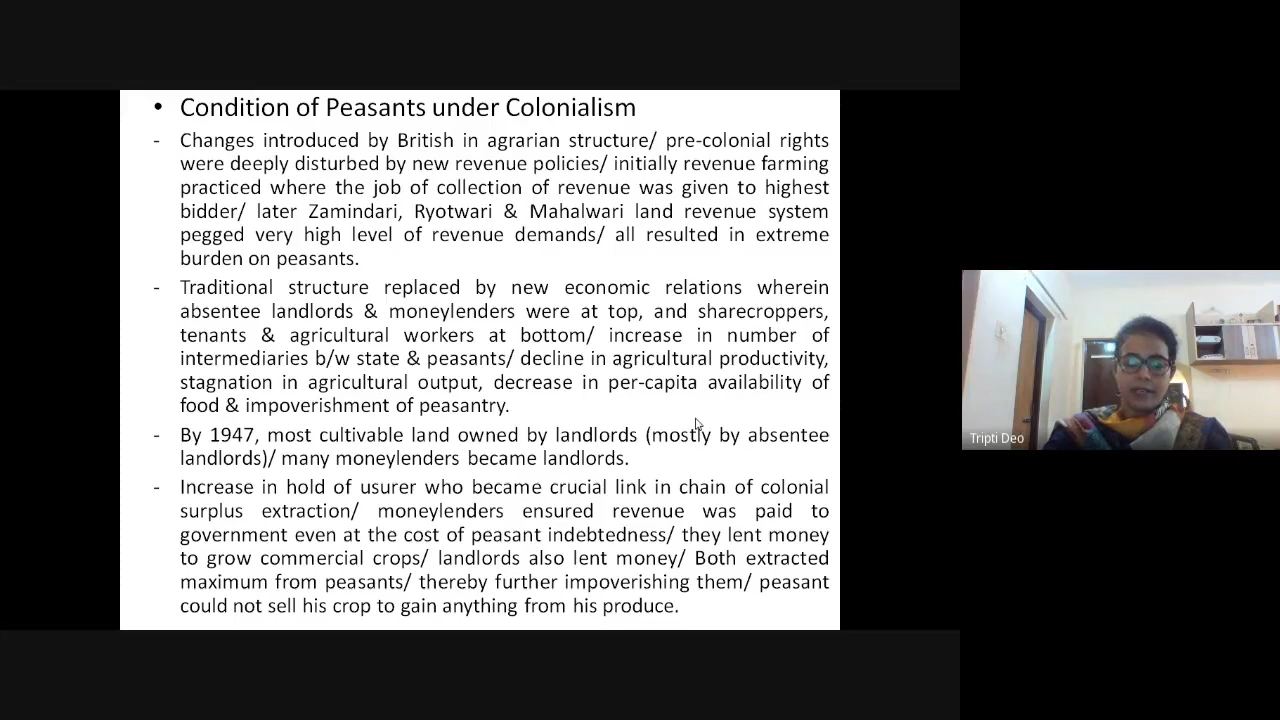 • Condition of Peasants under Colonialism
- Changes introduced by British in agrarian structure/ pre-colonial rights
were deeply disturbed by new revenue policies/ initially revenue farming
practiced where the job of collection of revenue was given to highest
bidder/ later Zamindari, Ryotwari & Mahalwari land revenue system
pegged very high level of revenue demands/ all resulted in extreme
burden on peasants.
- Traditional structure replaced by new economic relations wherein
absentee landlords & moneylenders were at top, and sharecroppers,
tenants & agricultural workers at bottom/ increase in number of
intermediaries b/w state & peasants/ decline in agricultural productivity,
stagnation in agricultural output, decrease in per-capita availability of
food & impoverishment of peasantry.
- By 1947, most cultivable land owned by landlords (mostly by absentee
landlords)/ many moneylenders became landlords.
- Increase in hold of usurer who became crucial link in chain of colonial
surplus extraction/ moneylenders ensured revenue was paid to
government even at the cost of peasant indebtedness/ they lent money
to grow commercial crops/ landlords also lent money/ Both extracted
maximum from peasants/ thereby further impoverishing them/ peasant
could not sell his crop to gain anything from his produce.
Tripti Deo